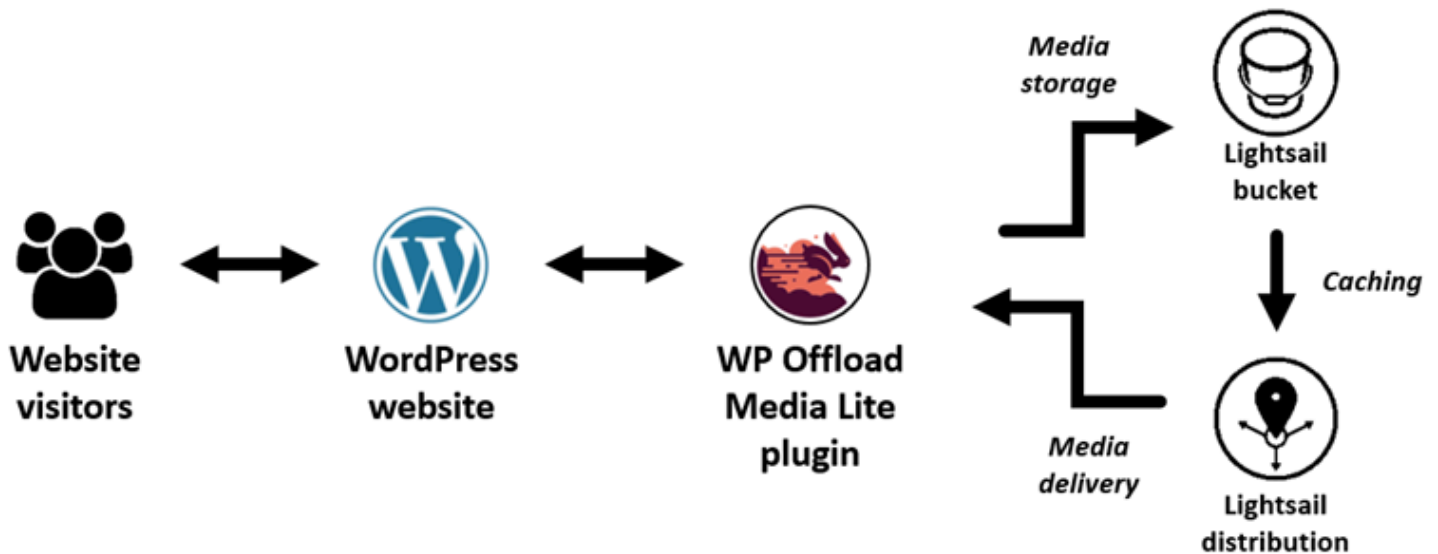 Website
visitors
WordPress
website
WP Offload
Media Lite
plugin
Media
storage
Lightsail
bucket
Caching
Media
delivery
Lightsail
distribution